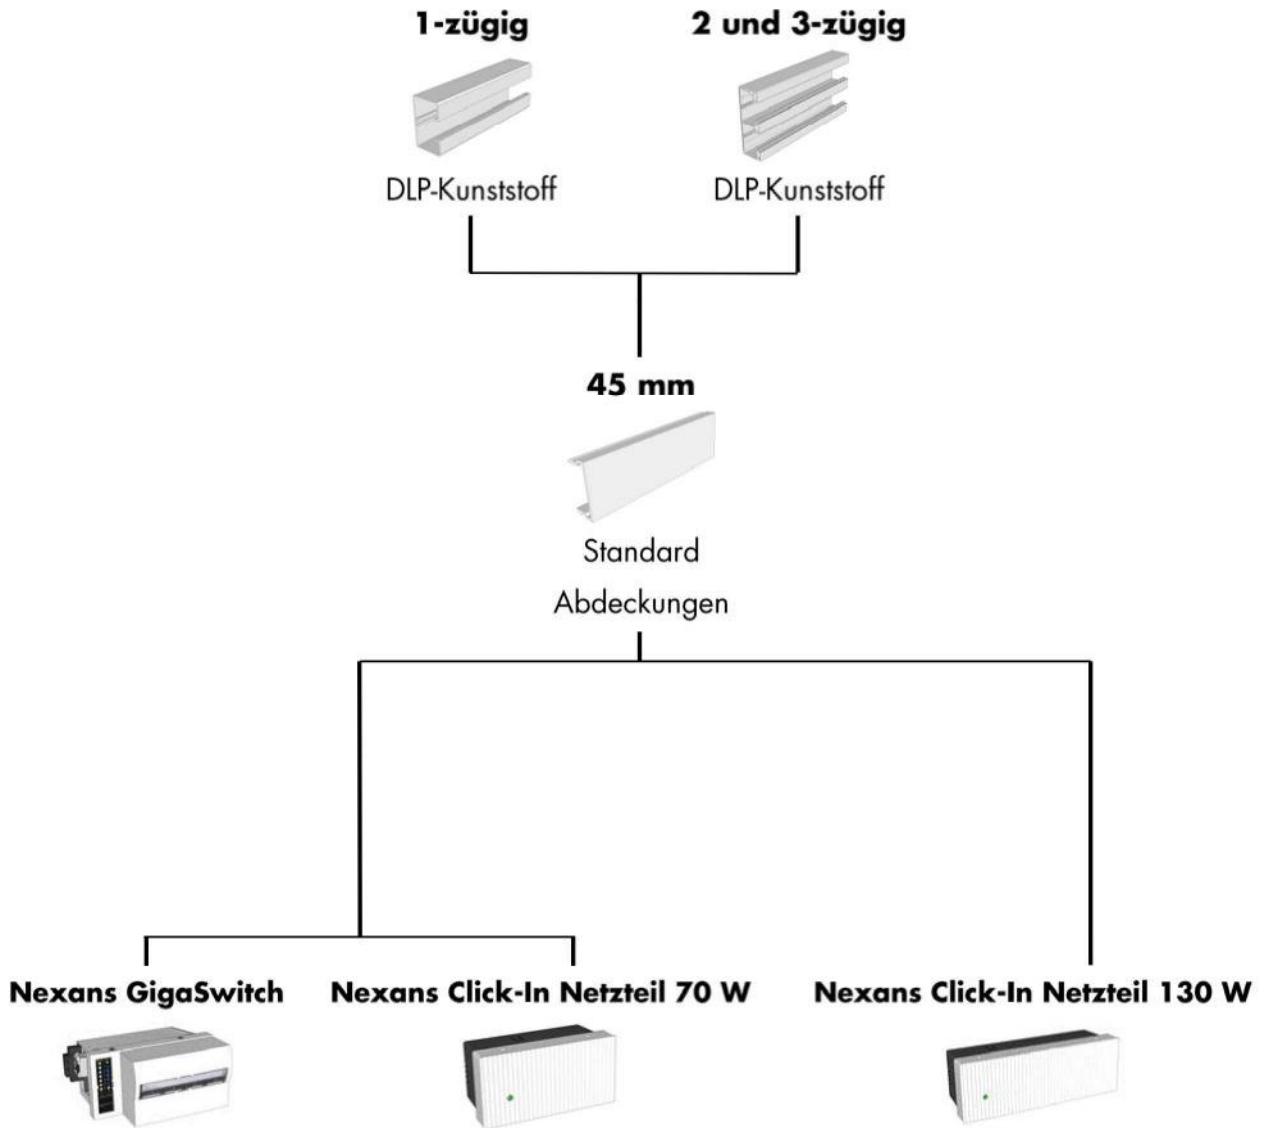 1-zügig
2 und 3-zügig
DLP-Kunststoff
DLP-Kunststoff
45 mm
Standard
Abdeckungen
Nexans GigaSwitch
Nexans Click-In Netzteil 70 W
Nexans Click-In Netzteil 130 W